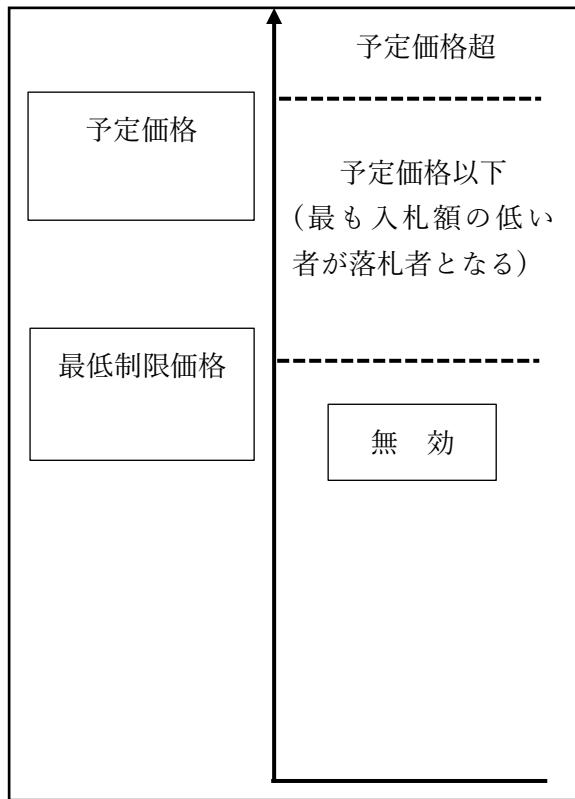 予定価格超
予定価格
予定価格以下
（最も入札額の低い
者が落札者となる）
最低制限価格
無　効